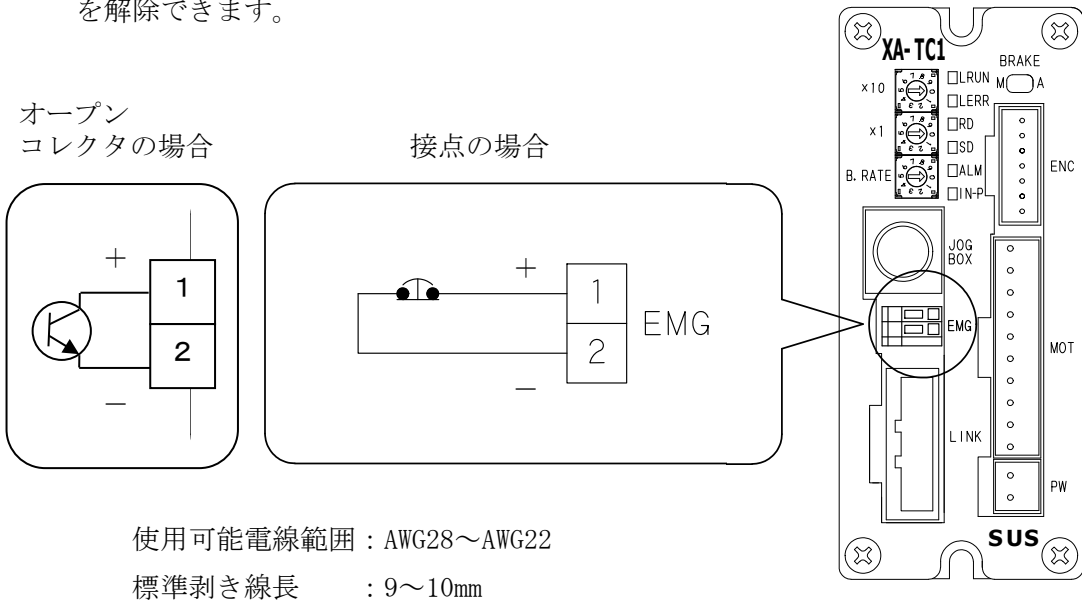 を解除できます。
オープン
コレクタの場合
接点の場合
+
1
2
−
+
1
2
−
EMG
XA-TC1
BRAKE
M A
x10
x1
B. RATE
LRUN
LERR
RD
SD
ALM
IN-P
ENC
JOG
BOX
EMG
MOT
LINK
PW
SUS
使用可能電線範囲：AWG28～AWG22
標準剥き線長　　：9～10mm